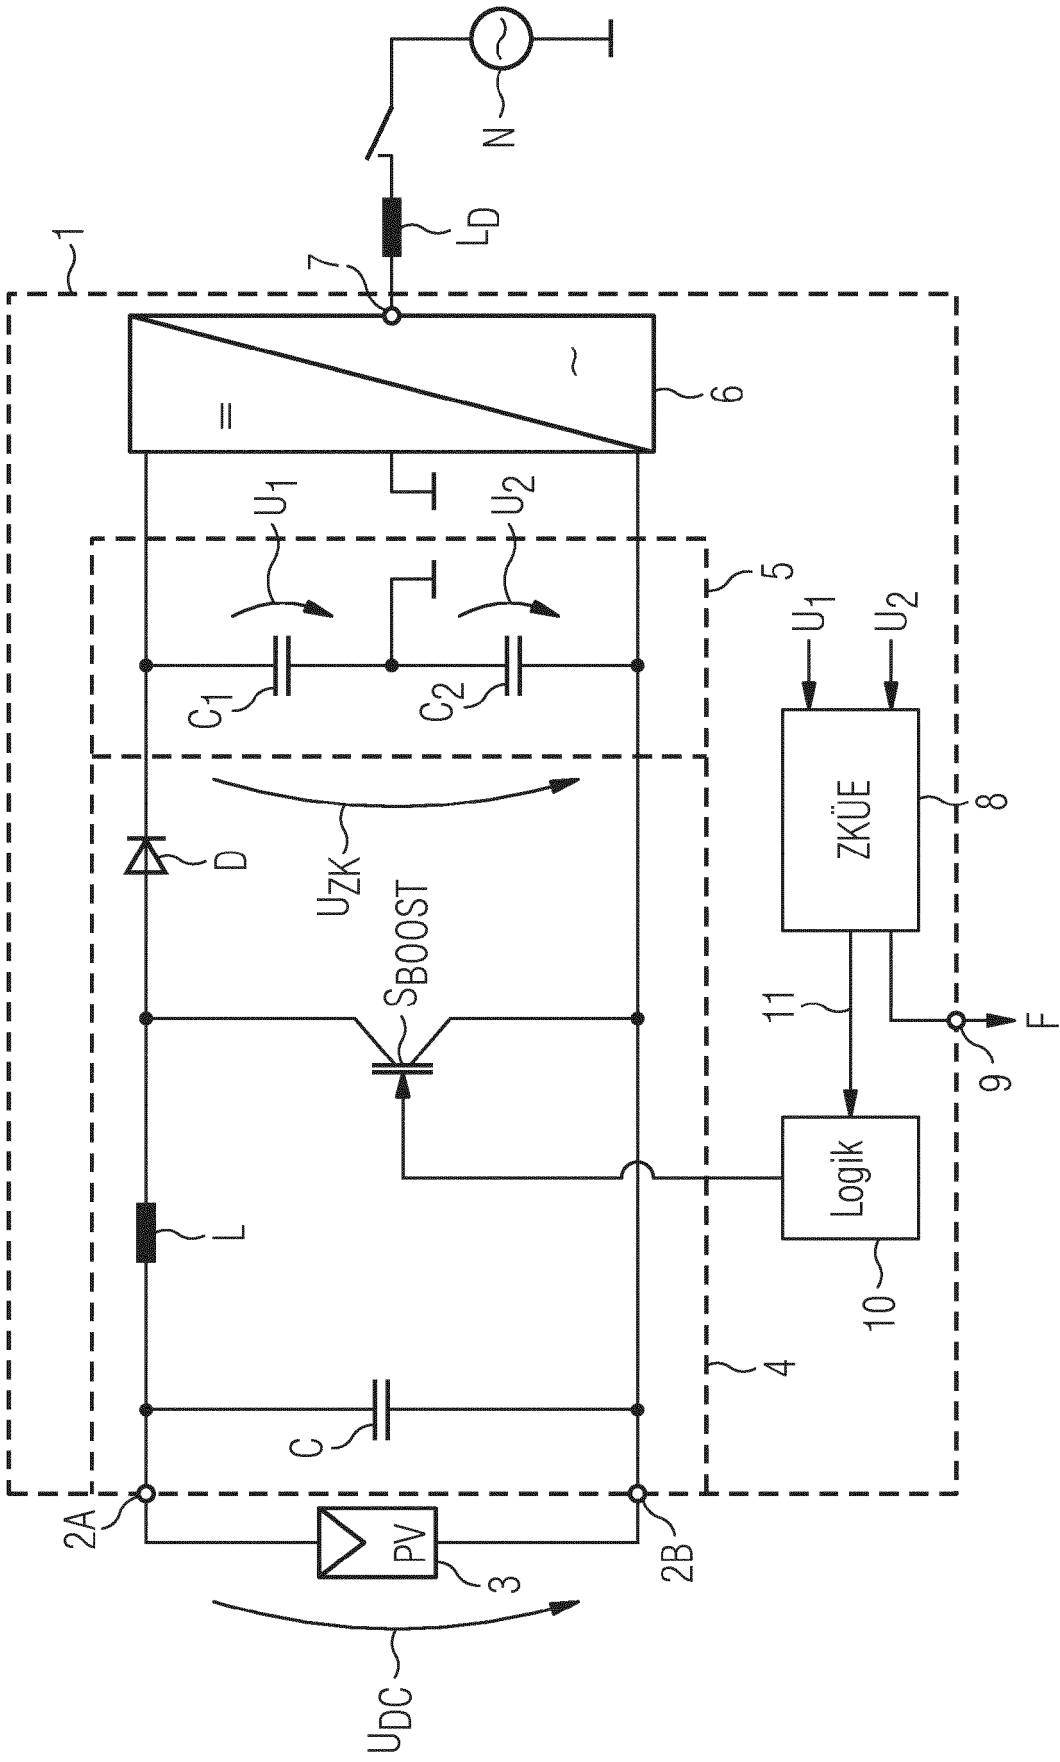 1
7
L_D
N
=
~
6
U_1
U_2
5
C_1
C_2
U_ZK
D
S_BOOST
L
C
4
2A
2B
PV
3
U_DC
U_1
U_2
ZKÜE
8
11
9
F
Logik
10
~